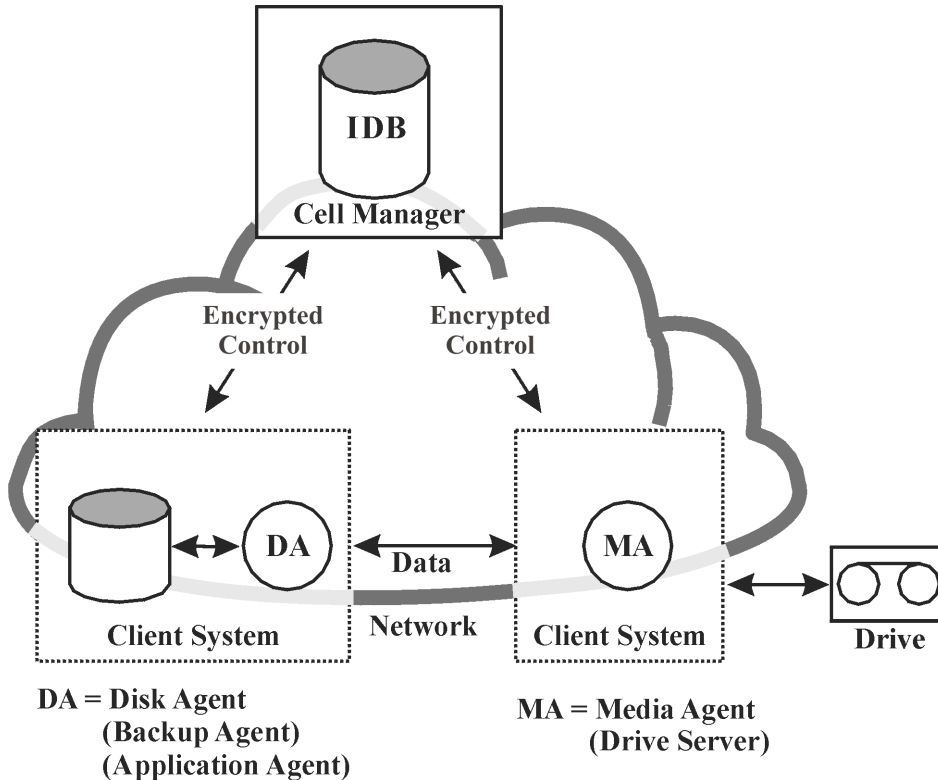 IDB
Cell Manager
Encrypted
Control
Encrypted
Control
DA
Data
MA
Client System
Network
Client System
Drive
DA = Disk Agent
(Backup Agent)
(Application Agent)
MA = Media Agent
(Drive Server)